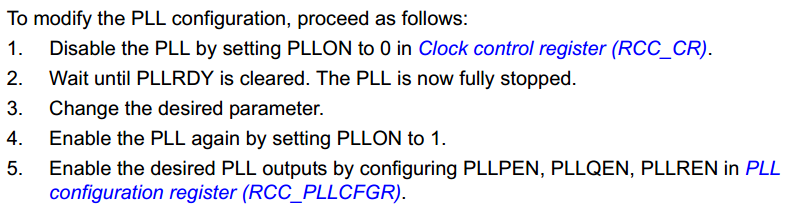 To modify the PLL configuration, proceed as follows:
1. Disable the PLL by setting PLLON to 0 in Clock control register (RCC_CR).
2. Wait until PLLRDY is cleared. The PLL is now fully stopped.
3. Change the desired parameter.
4. Enable the PLL again by setting PLLON to 1.
5. Enable the desired PLL outputs by configuring PLLPEN, PLLQEN, PLLREN in PLL
configuration register (RCC_PLLCFGR).